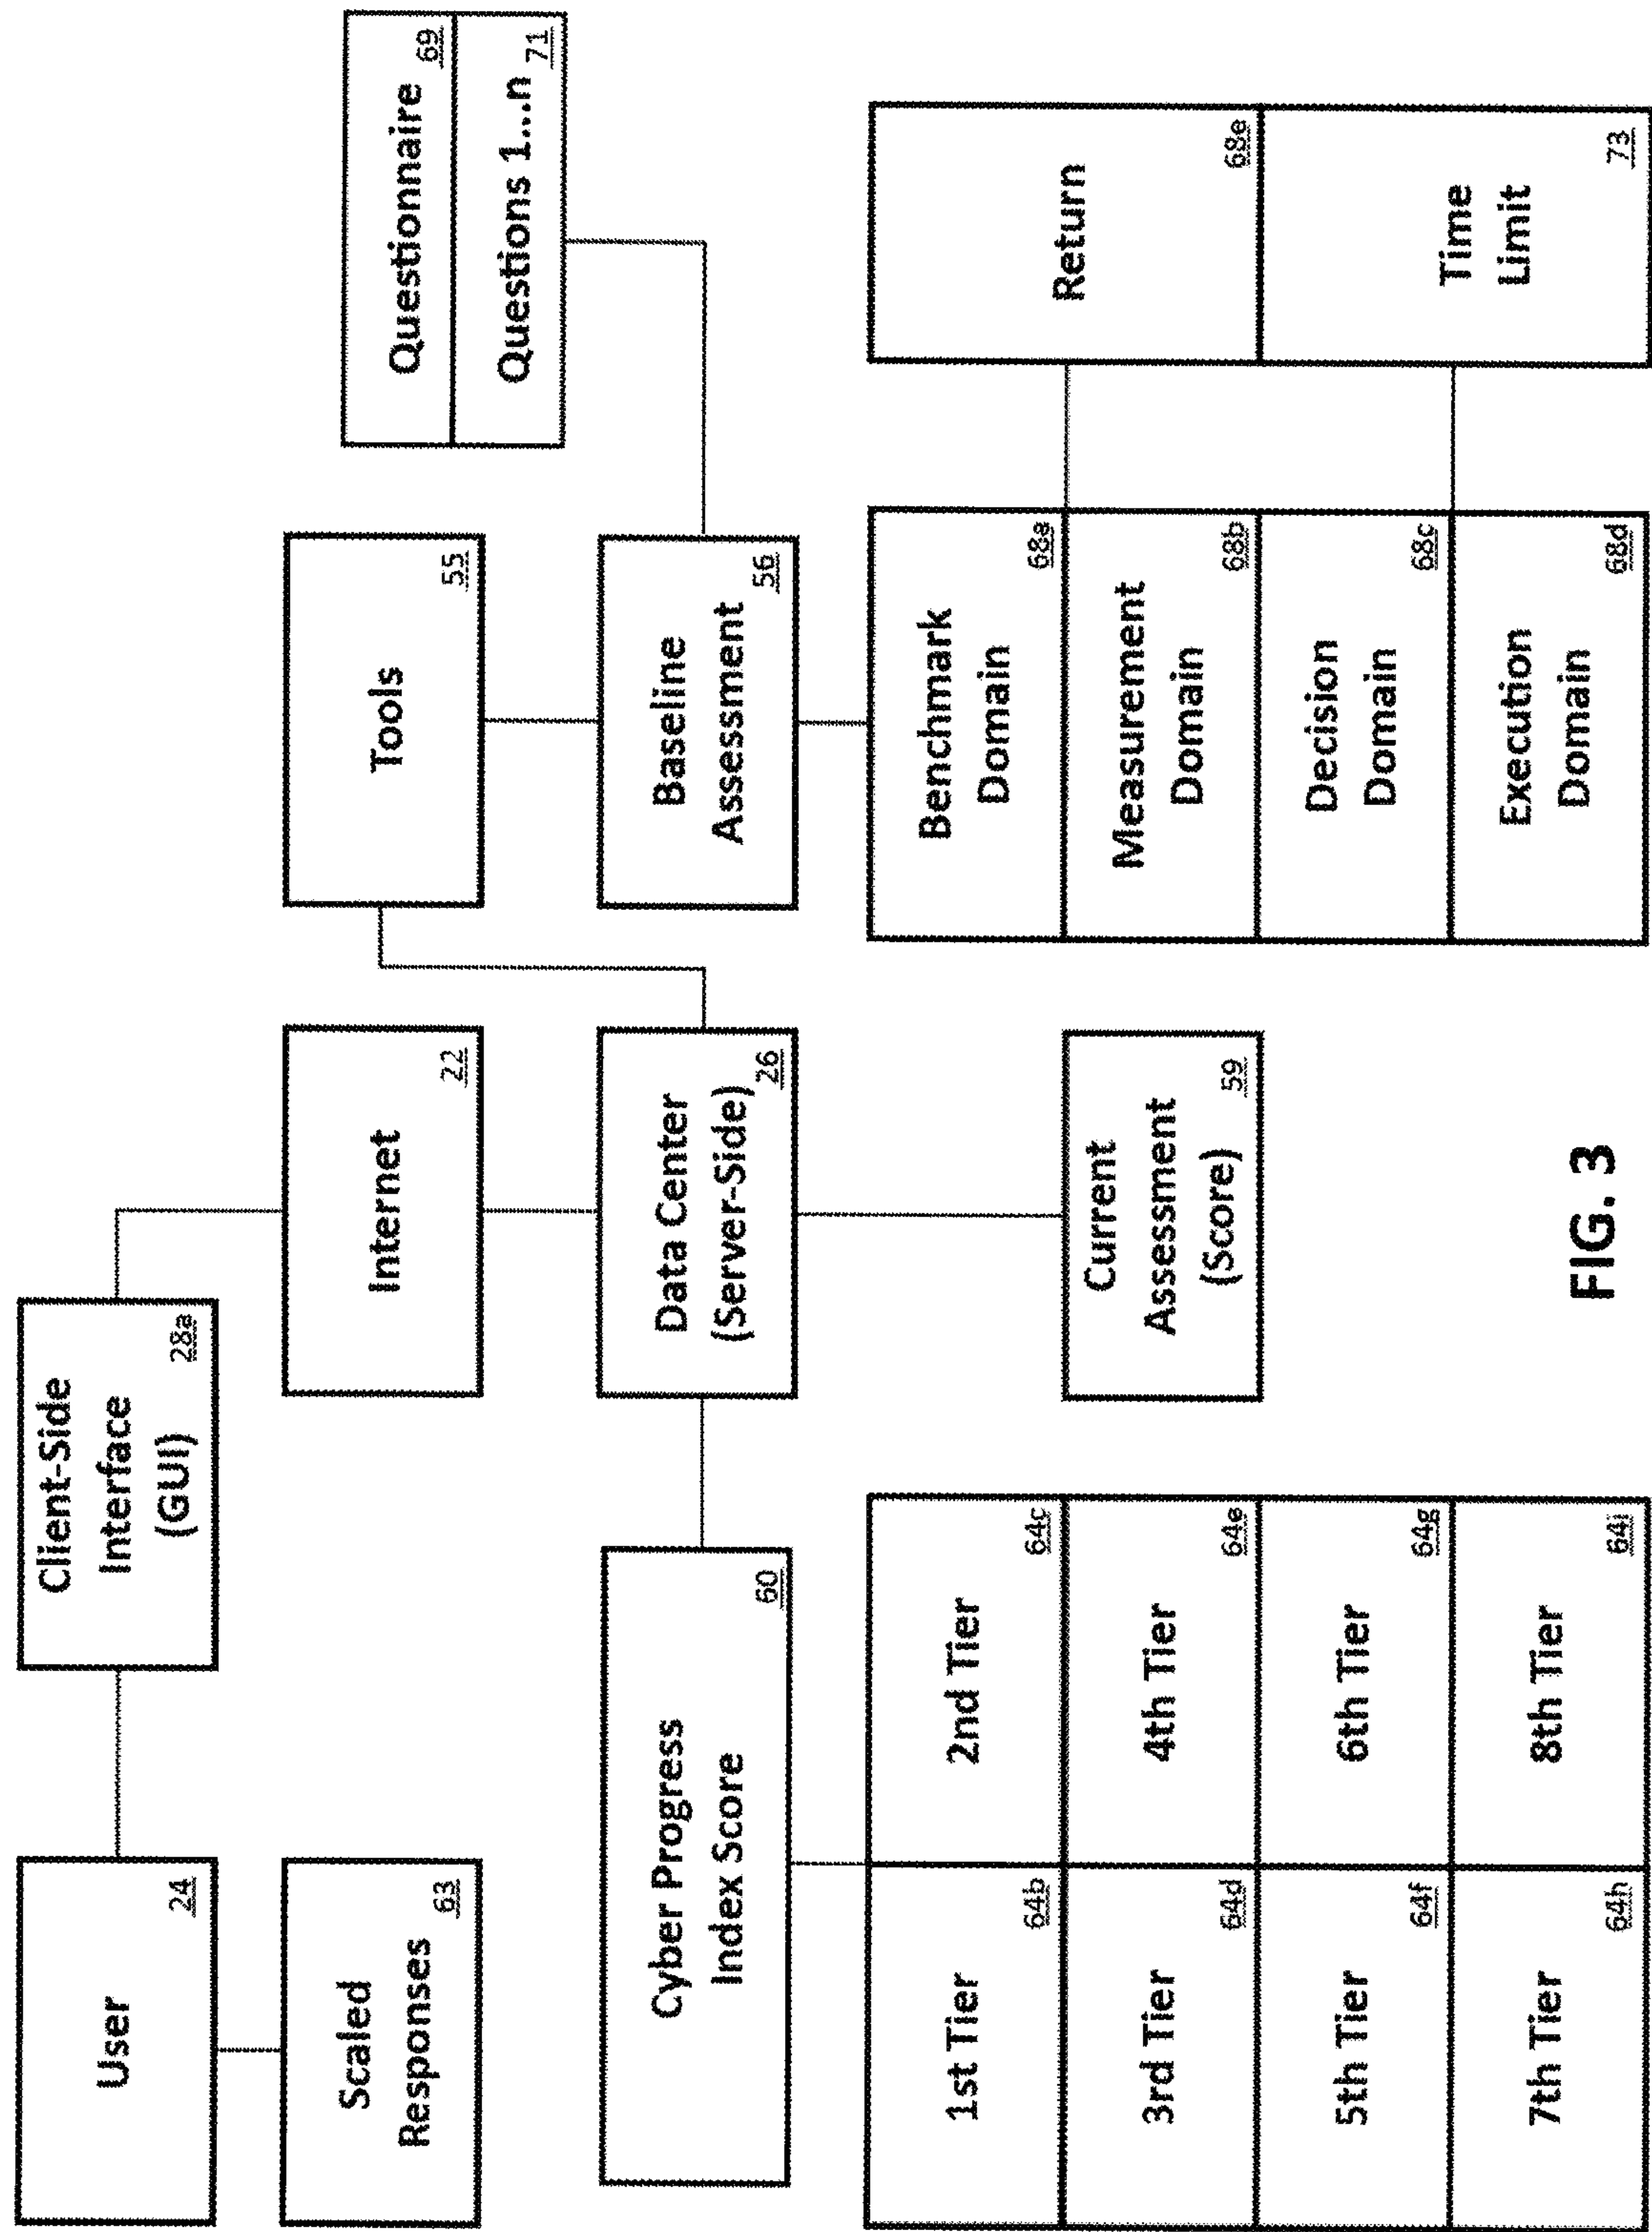 User
24
Client-Side
Interface
(GUI)
28a
Scaled
Responses
63
Internet
22
Tools
55
Questionnaire
69
Questions 1...n
71
Cyber Progress
Index Score
60
Data Center
(Server-Side)
26
Baseline
Assessment
56
1st Tier
64b
2nd Tier
64c
3rd Tier
64d
4th Tier
64e
5th Tier
64f
6th Tier
64g
7th Tier
64h
8th Tier
64i
Current
Assessment
(Score)
59
Benchmark
Domain
68a
Measurement
Domain
68b
Decision
Domain
68c
Execution
Domain
68d
Return
68e
Time
Limit
73
FIG. 3